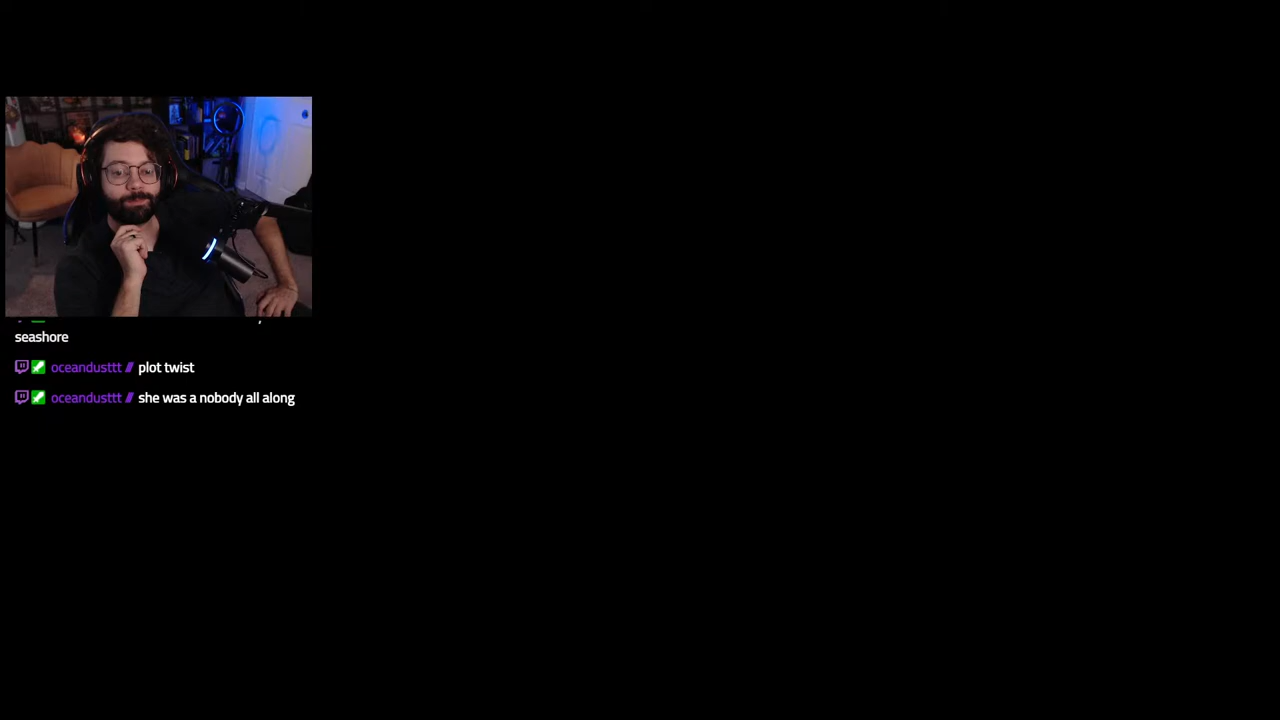 seashore
oceandusttt // plot twist
oceandusttt // she was a nobody all along